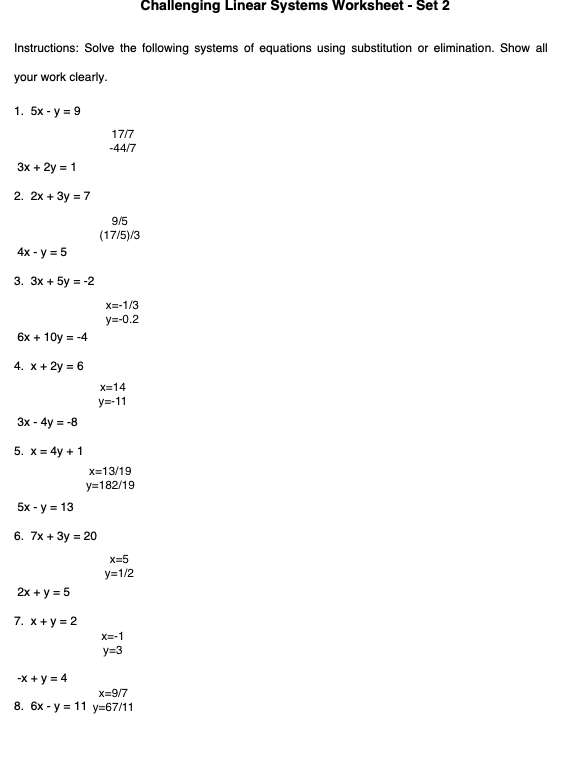 Challenging Linear Systems Worksheet - Set 2
Instructions: Solve the following systems of equations using substitution or elimination. Show all
your work clearly.
1. 5x - y = 9
17/7
-44/7
3x + 2y = 1
2. 2x + 3y = 7
9/5
(17/5)/3
4x - y = 5
3. 3x + 5y = -2
x=-1/3
y=-0.2
6x + 10y = -4
4. x + 2y = 6
x=14
y=-11
3x - 4y = -8
5. x = 4y + 1
x=13/19
y=182/19
5x - y = 13
6. 7x + 3y = 20
x=5
y=1/2
2x + y = 5
7. x + y = 2
x=-1
y=3
-x + y = 4
x=9/7
8. 6x - y = 11 y=67/11